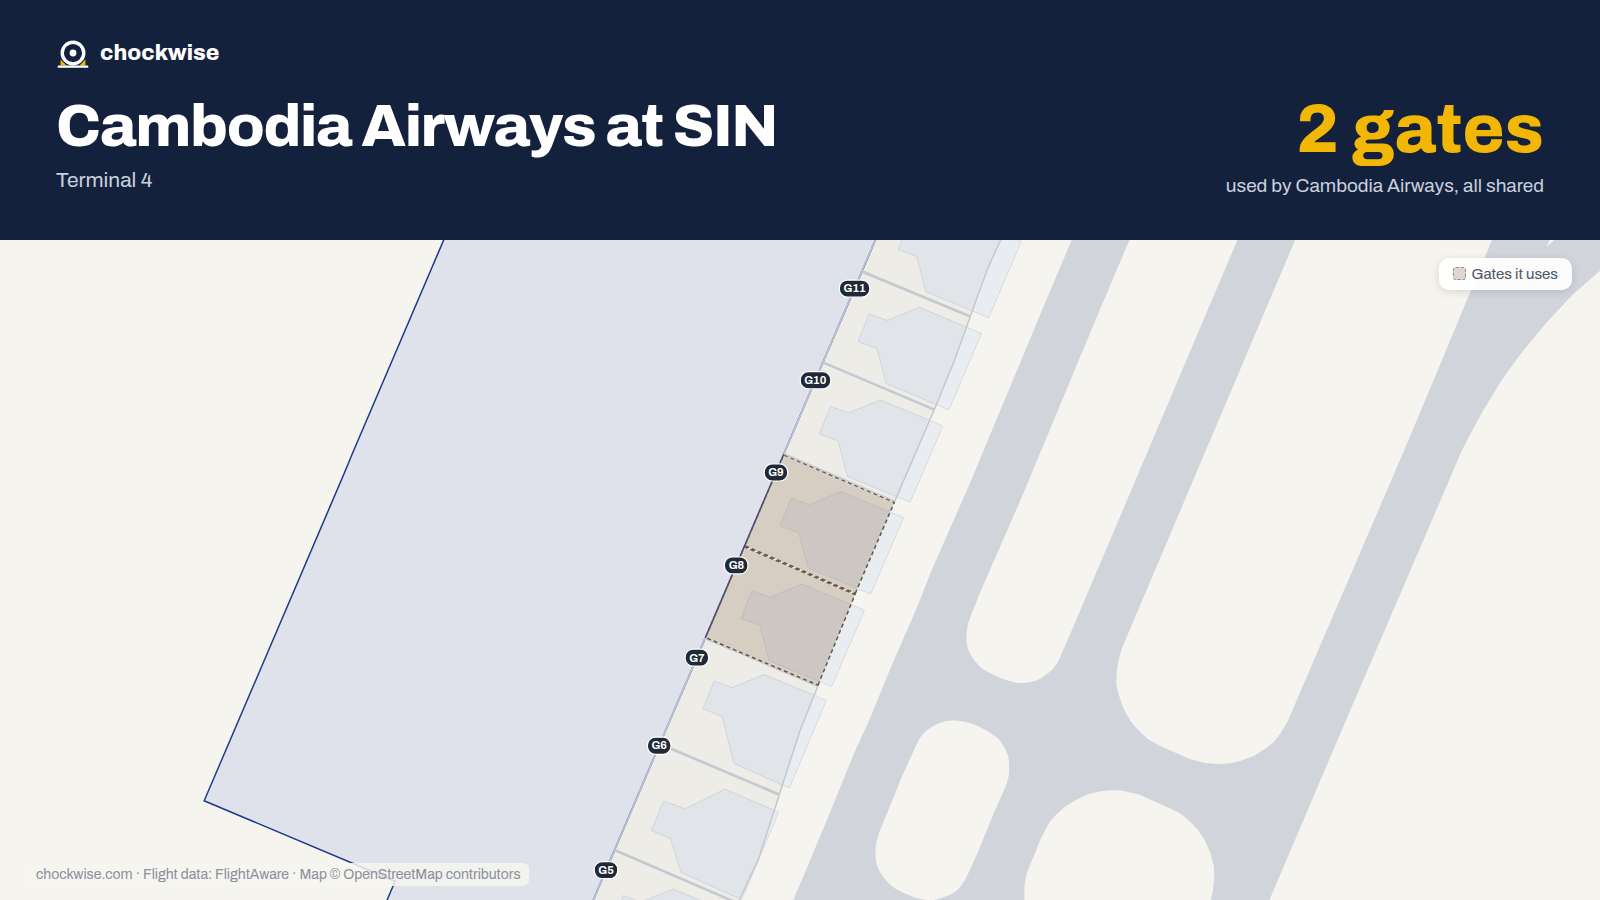 chockwise
Cambodia Airways at SIN
Terminal 4
2 gates
used by Cambodia Airways, all shared
Gates it uses
G11
G10
G9
G8
G7
G6
G5
chockwise.com · Flight data: FlightAware · Map © OpenStreetMap contributors